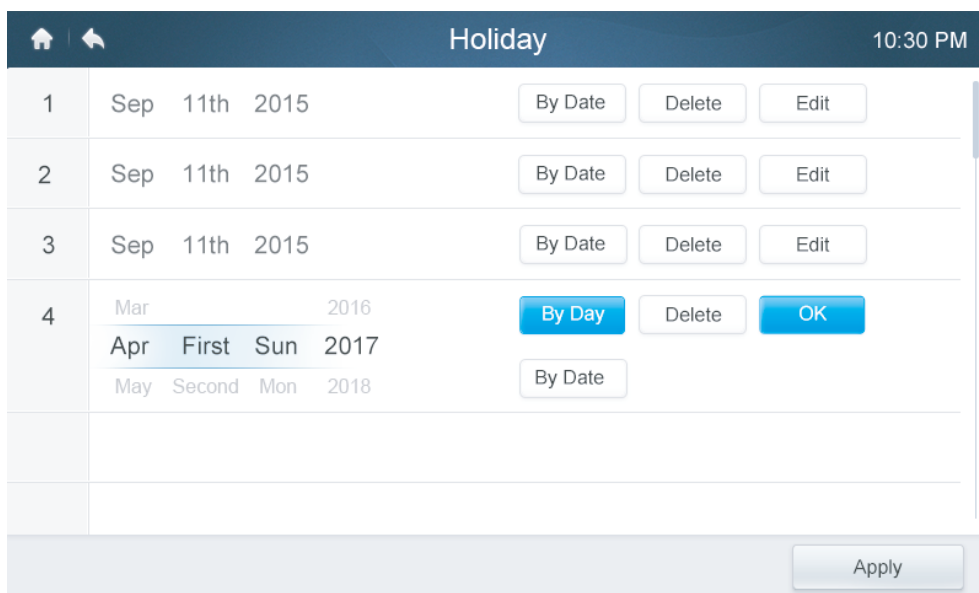 Holiday 10:30 PM
1 Sep 11th 2015 By Date Delete Edit
2 Sep 11th 2015 By Date Delete Edit
3 Sep 11th 2015 By Date Delete Edit
Mar 2016
4 By Day Delete OK
Apr First Sun 2017
By Date
May Second Mon 2018
Apply